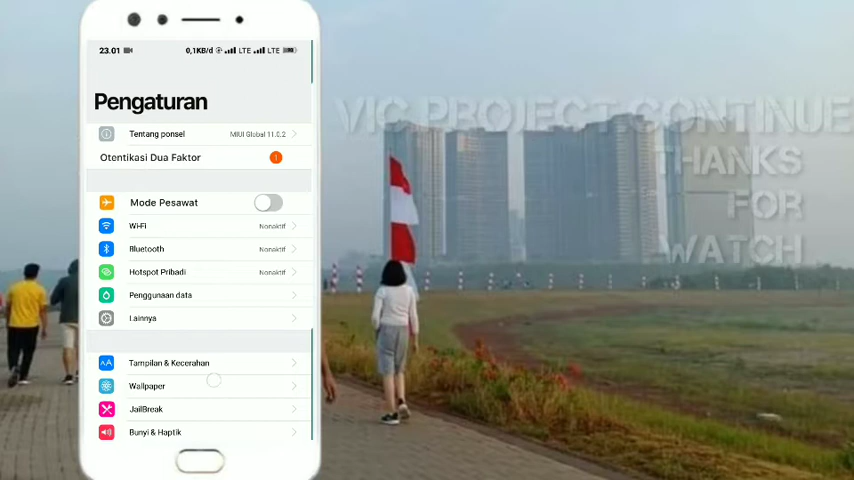 23.01
0,1KB/d LTE LTE
Pengaturan
Tentang ponsel MIUI Global 11.0.2
Otentikasi Dua Faktor 1
Mode Pesawat
Wi-Fi Nonaktif
Bluetooth Nonaktif
Hotspot Pribadi Nonaktif
Penggunaan data
Lainnya
AA Tampilan & Kecerahan
Wallpaper
JailBreak
Bunyi & Haptik
VIC PROJECT.CONTINUE
THANKS
FOR
WATCH